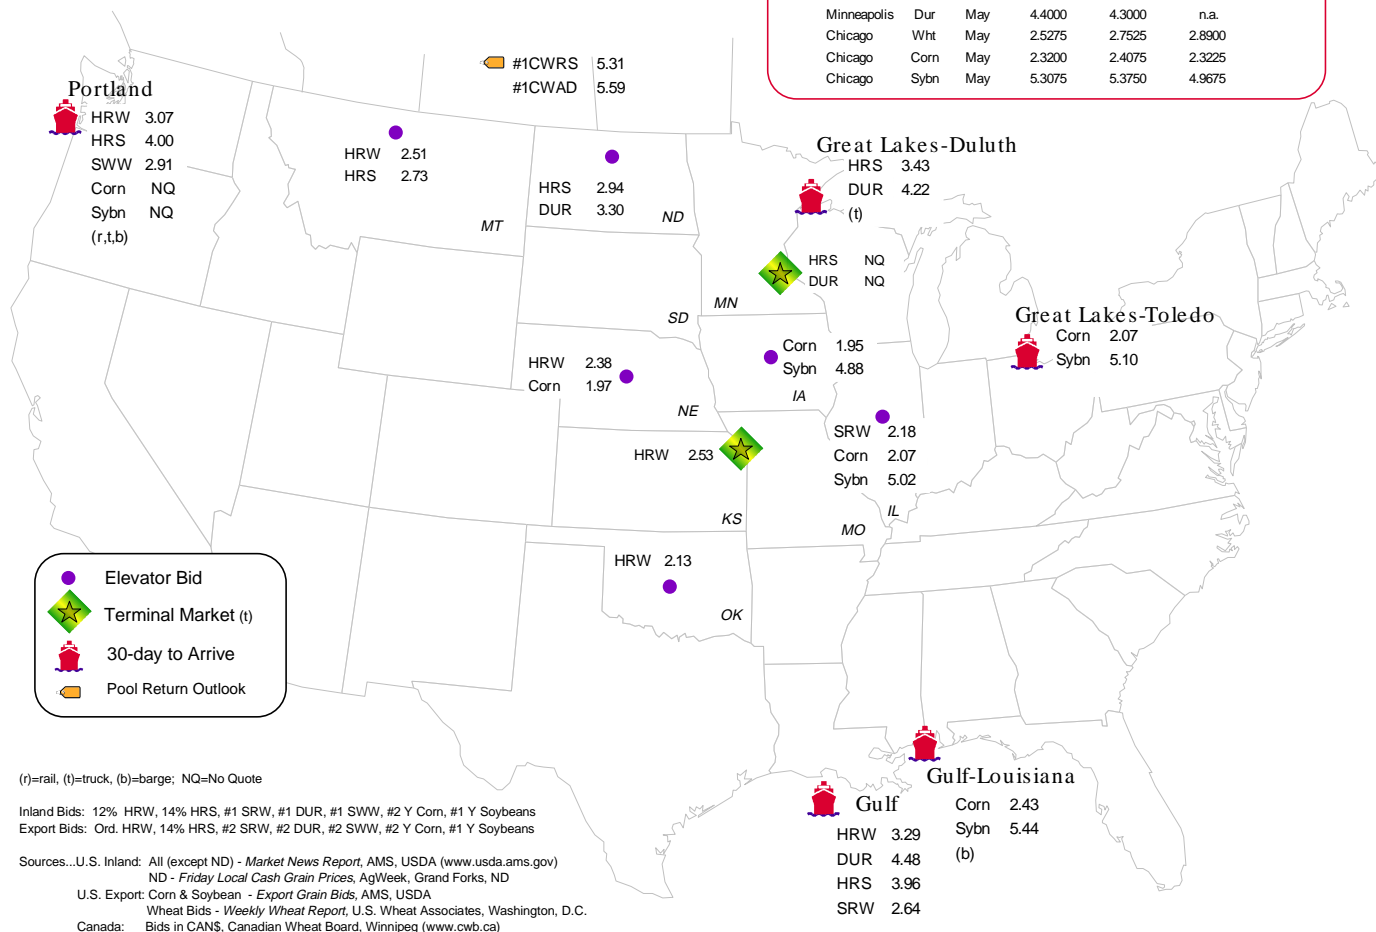 Minneapolis Dur May 4.4000 4.3000 n.a.
Chicago Wht May 2.5275 2.7525 2.8900
Chicago Corn May 2.3200 2.4075 2.3225
Chicago Sybn May 5.3075 5.3750 4.9675
#1CWRS 5.31
#1CWAD 5.59
Portland
HRW 3.07
HRS 4.00
SWW 2.91
Corn NQ
Sybn NQ
(r,t,b)
HRW 2.51
HRS 2.73
MT
HRS 2.94
DUR 3.30
ND
Great Lakes-Duluth
HRS 3.43
DUR 4.22
(t)
HRS NQ
DUR NQ
MN
SD
Great Lakes-Toledo
Corn 2.07
Sybn 5.10
HRW 2.38
Corn 1.97
NE
Corn 1.95
Sybn 4.88
IA
SRW 2.18
Corn 2.07
Sybn 5.02
IL
HRW 2.53
KS
MO
HRW 2.13
OK
Elevator Bid
Terminal Market (t)
30-day to Arrive
Pool Return Outlook
Gulf-Louisiana
Corn 2.43
Sybn 5.44
(b)
Gulf
HRW 3.29
DUR 4.48
HRS 3.96
SRW 2.64
(r)=rail, (t)=truck, (b)=barge; NQ=No Quote
Inland Bids: 12% HRW, 14% HRS, #1 SRW, #1 DUR, #1 SWW, #2 Y Corn, #1 Y Soybeans
Export Bids: Ord. HRW, 14% HRS, #2 SRW, #2 DUR, #2 SWW, #2 Y Corn, #1 Y Soybeans
Sources...U.S. Inland: All (except ND) - Market News Report, AMS, USDA (www.usda.ams.gov)
ND - Friday Local Cash Grain Prices, AgWeek, Grand Forks, ND
U.S. Export: Corn & Soybean - Export Grain Bids, AMS, USDA
Wheat Bids - Weekly Wheat Report, U.S. Wheat Associates, Washington, D.C.
Canada: Bids in CAN$, Canadian Wheat Board, Winnipeg (www.cwb.ca)